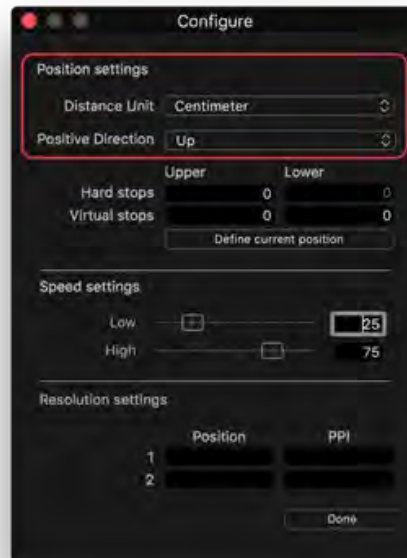 Configure
Position settings
Distance Unit Centimeter
Positive Direction Up
Upper Lower
Hard stops 0 0
Virtual stops 0 0
Define current position
Speed settings
Low 25
High 75
Resolution settings
Position PPI
1
2
Done